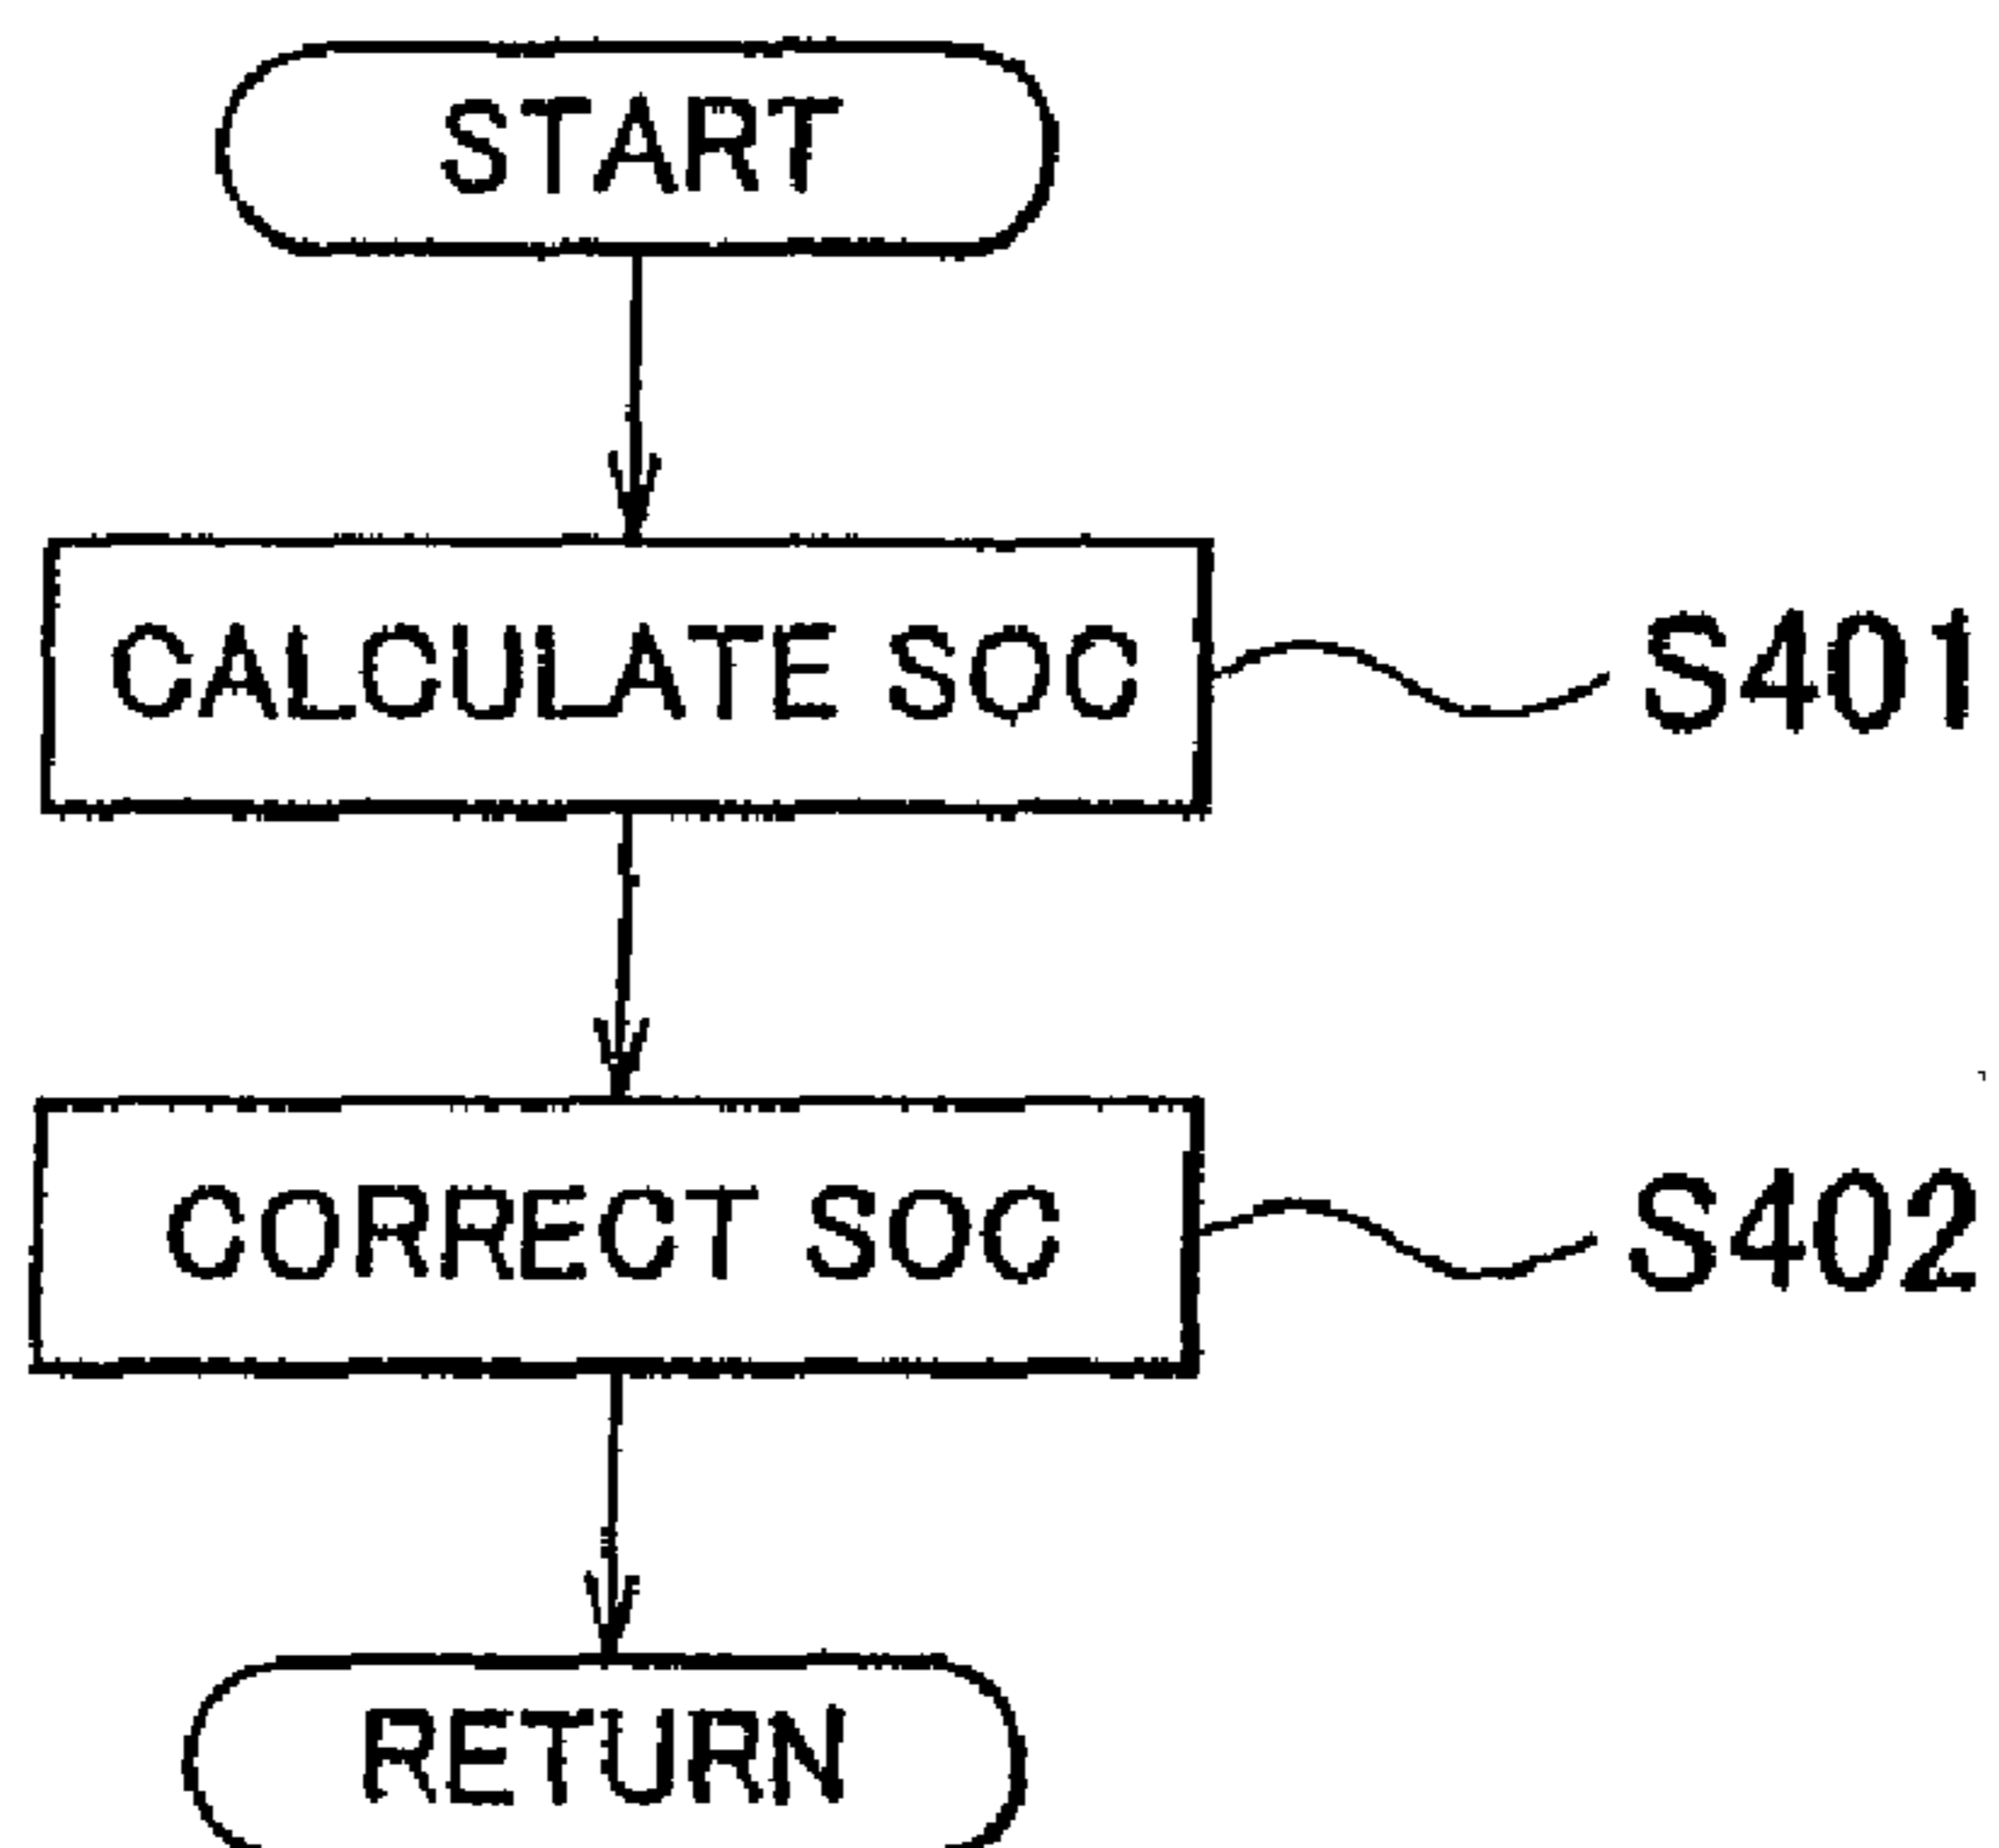 START
CALCULATE SOC
S401
CORRECT SOC
S402
RETURN